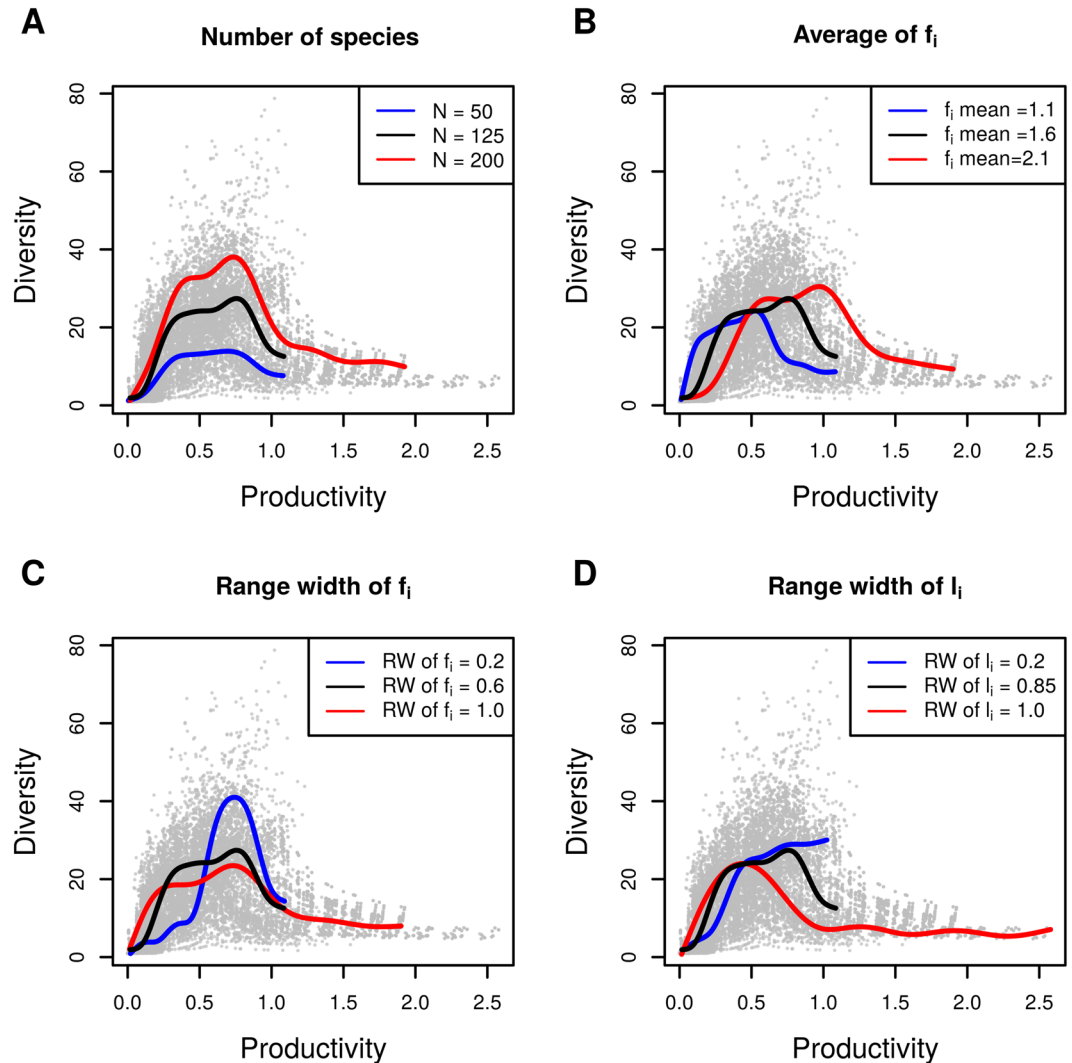 A
Number of species
80
60
40
20
0
Diversity
N = 50
N = 125
N = 200
0.0 0.5 1.0 1.5 2.0 2.5
Productivity
B
Average of fi
80
60
40
20
0
Diversity
fi mean =1.1
fi mean =1.6
fi mean=2.1
0.0 0.5 1.0 1.5 2.0 2.5
Productivity
C
Range width of fi
80
60
40
20
0
Diversity
RW of fi = 0.2
RW of fi = 0.6
RW of fi = 1.0
0.0 0.5 1.0 1.5 2.0 2.5
Productivity
D
Range width of Ii
80
60
40
20
0
Diversity
RW of Ii = 0.2
RW of Ii = 0.85
RW of Ii = 1.0
0.0 0.5 1.0 1.5 2.0 2.5
Productivity